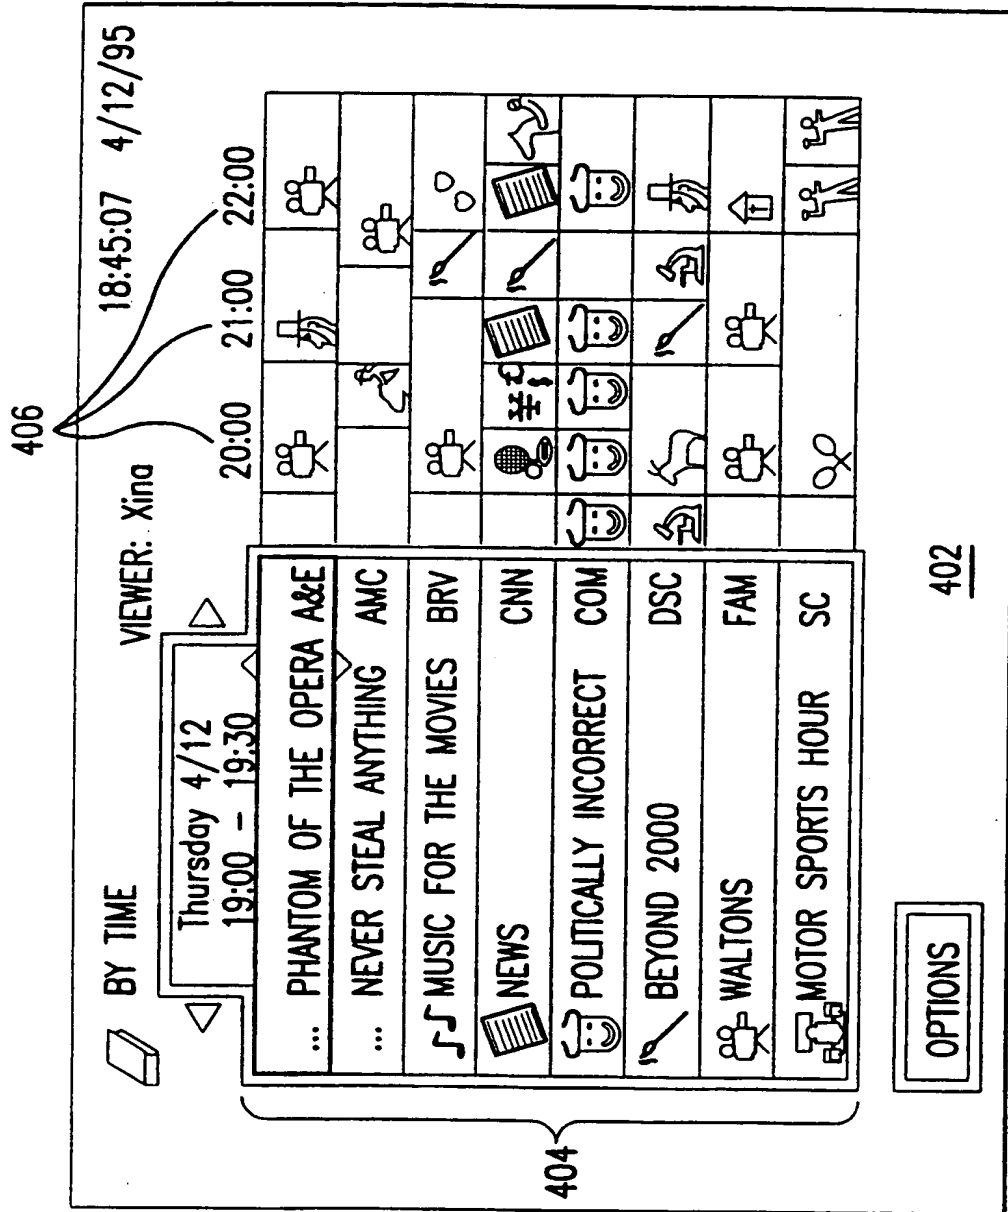 406
BY TIME
VIEWER: Xina
18:45:07 4/12/95
Thursday 4/12
19:00 – 19:30
20:00
21:00
22:00
... PHANTOM OF THE OPERA A&E
... NEVER STEAL ANYTHING AMC
MUSIC FOR THE MOVIES BRV
NEWS CNN
POLITICALLY INCORRECT COM
BEYOND 2000 DSC
WALTONS FAM
MOTOR SPORTS HOUR SC
404
OPTIONS
402